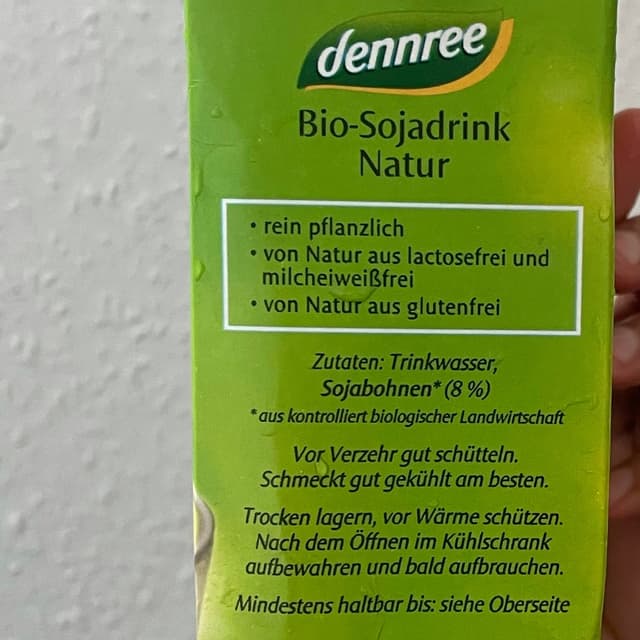 dennree
Bio-Sojadrink
Natur
• rein pflanzlich
• von Natur aus lactosefrei und
milcheiweißfrei
• von Natur aus glutenfrei
Zutaten: Trinkwasser,
Sojabohnen* (8 %)
*aus kontrolliert biologischer Landwirtschaft
Vor Verzehr gut schütteln.
Schmeckt gut gekühlt am besten.
Trocken lagern, vor Wärme schützen.
Nach dem Öffnen im Kühlschrank
aufbewahren und bald aufbrauchen.
Mindestens haltbar bis: siehe Oberseite